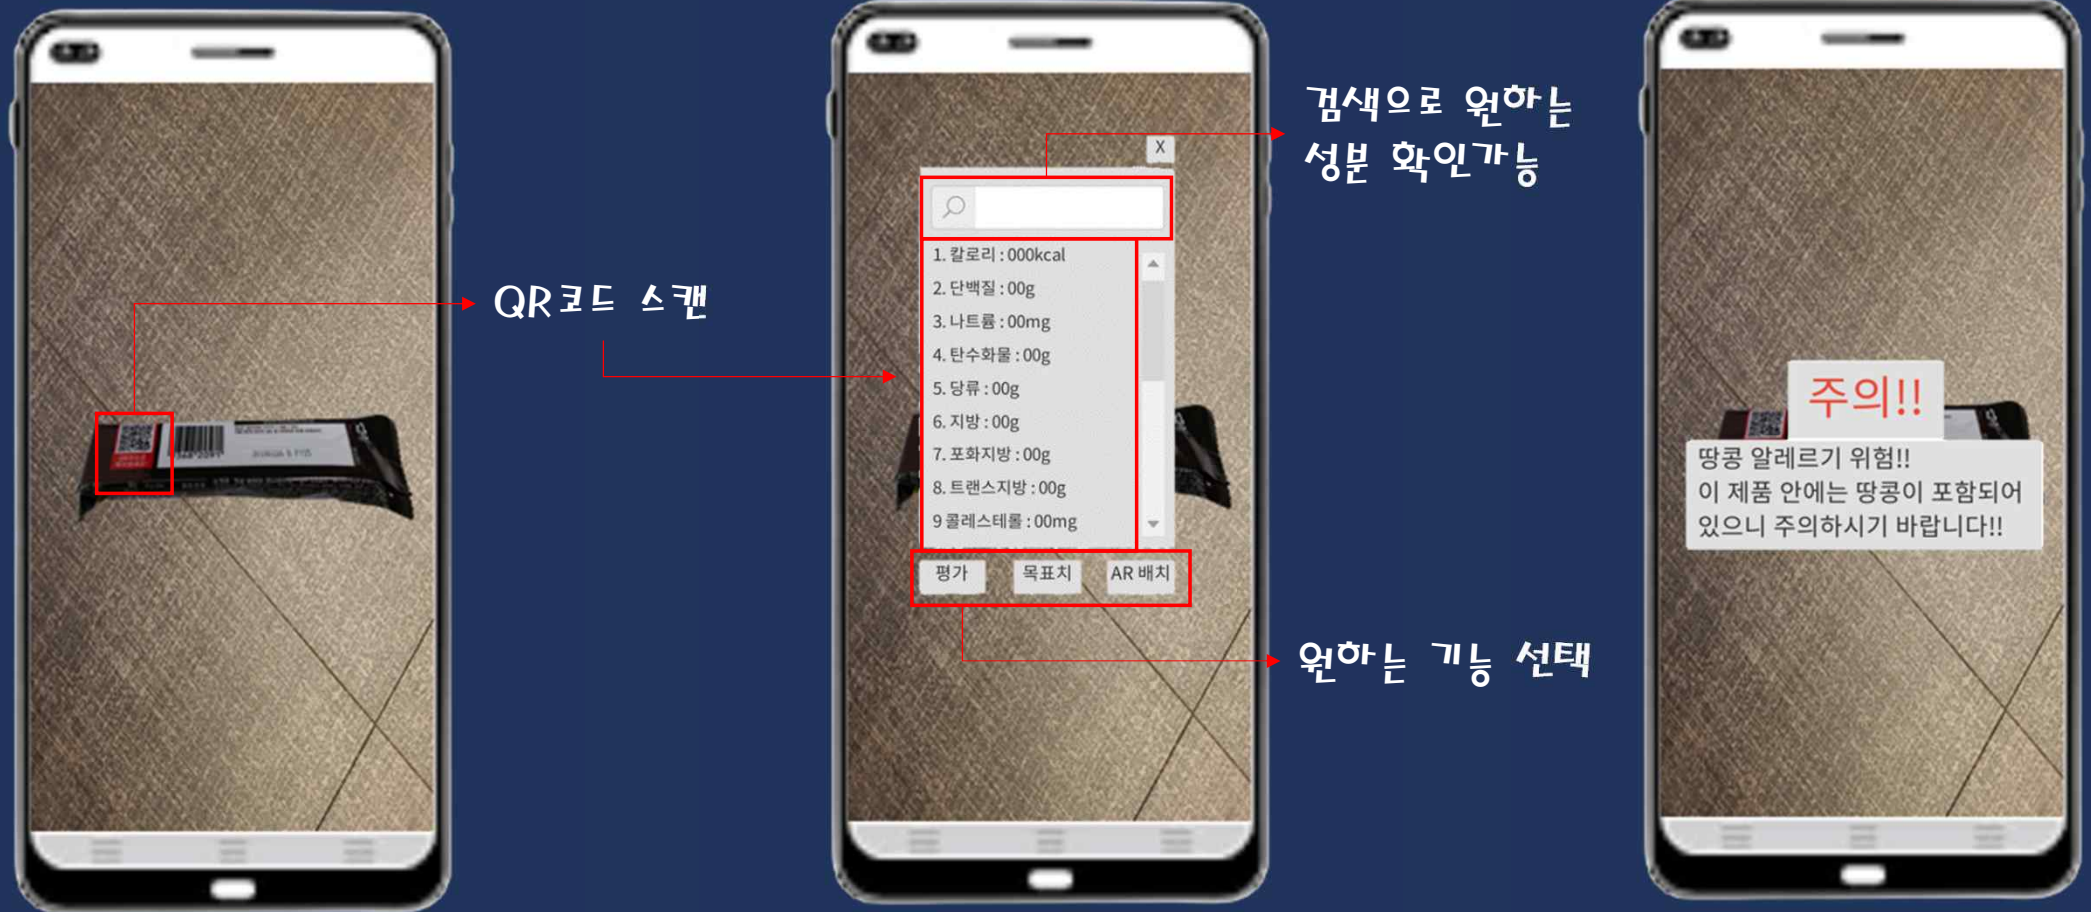 QR코드 스캔
X
1. 칼로리 : 000kcal
2. 단백질 : 00g
3. 나트륨 : 00mg
4. 탄수화물 : 00g
5. 당류 : 00g
6. 지방 : 00g
7. 포화지방 : 00g
8. 트랜스지방 : 00g
9 콜레스테롤 : 00mg
평가 목표치 AR 배치
검색으로 원하는
성분 확인가능
원하는 기능 선택
주의!!
땅콩 알레르기 위험!!
이 제품 안에는 땅콩이 포함되어
있으니 주의하시기 바랍니다!!